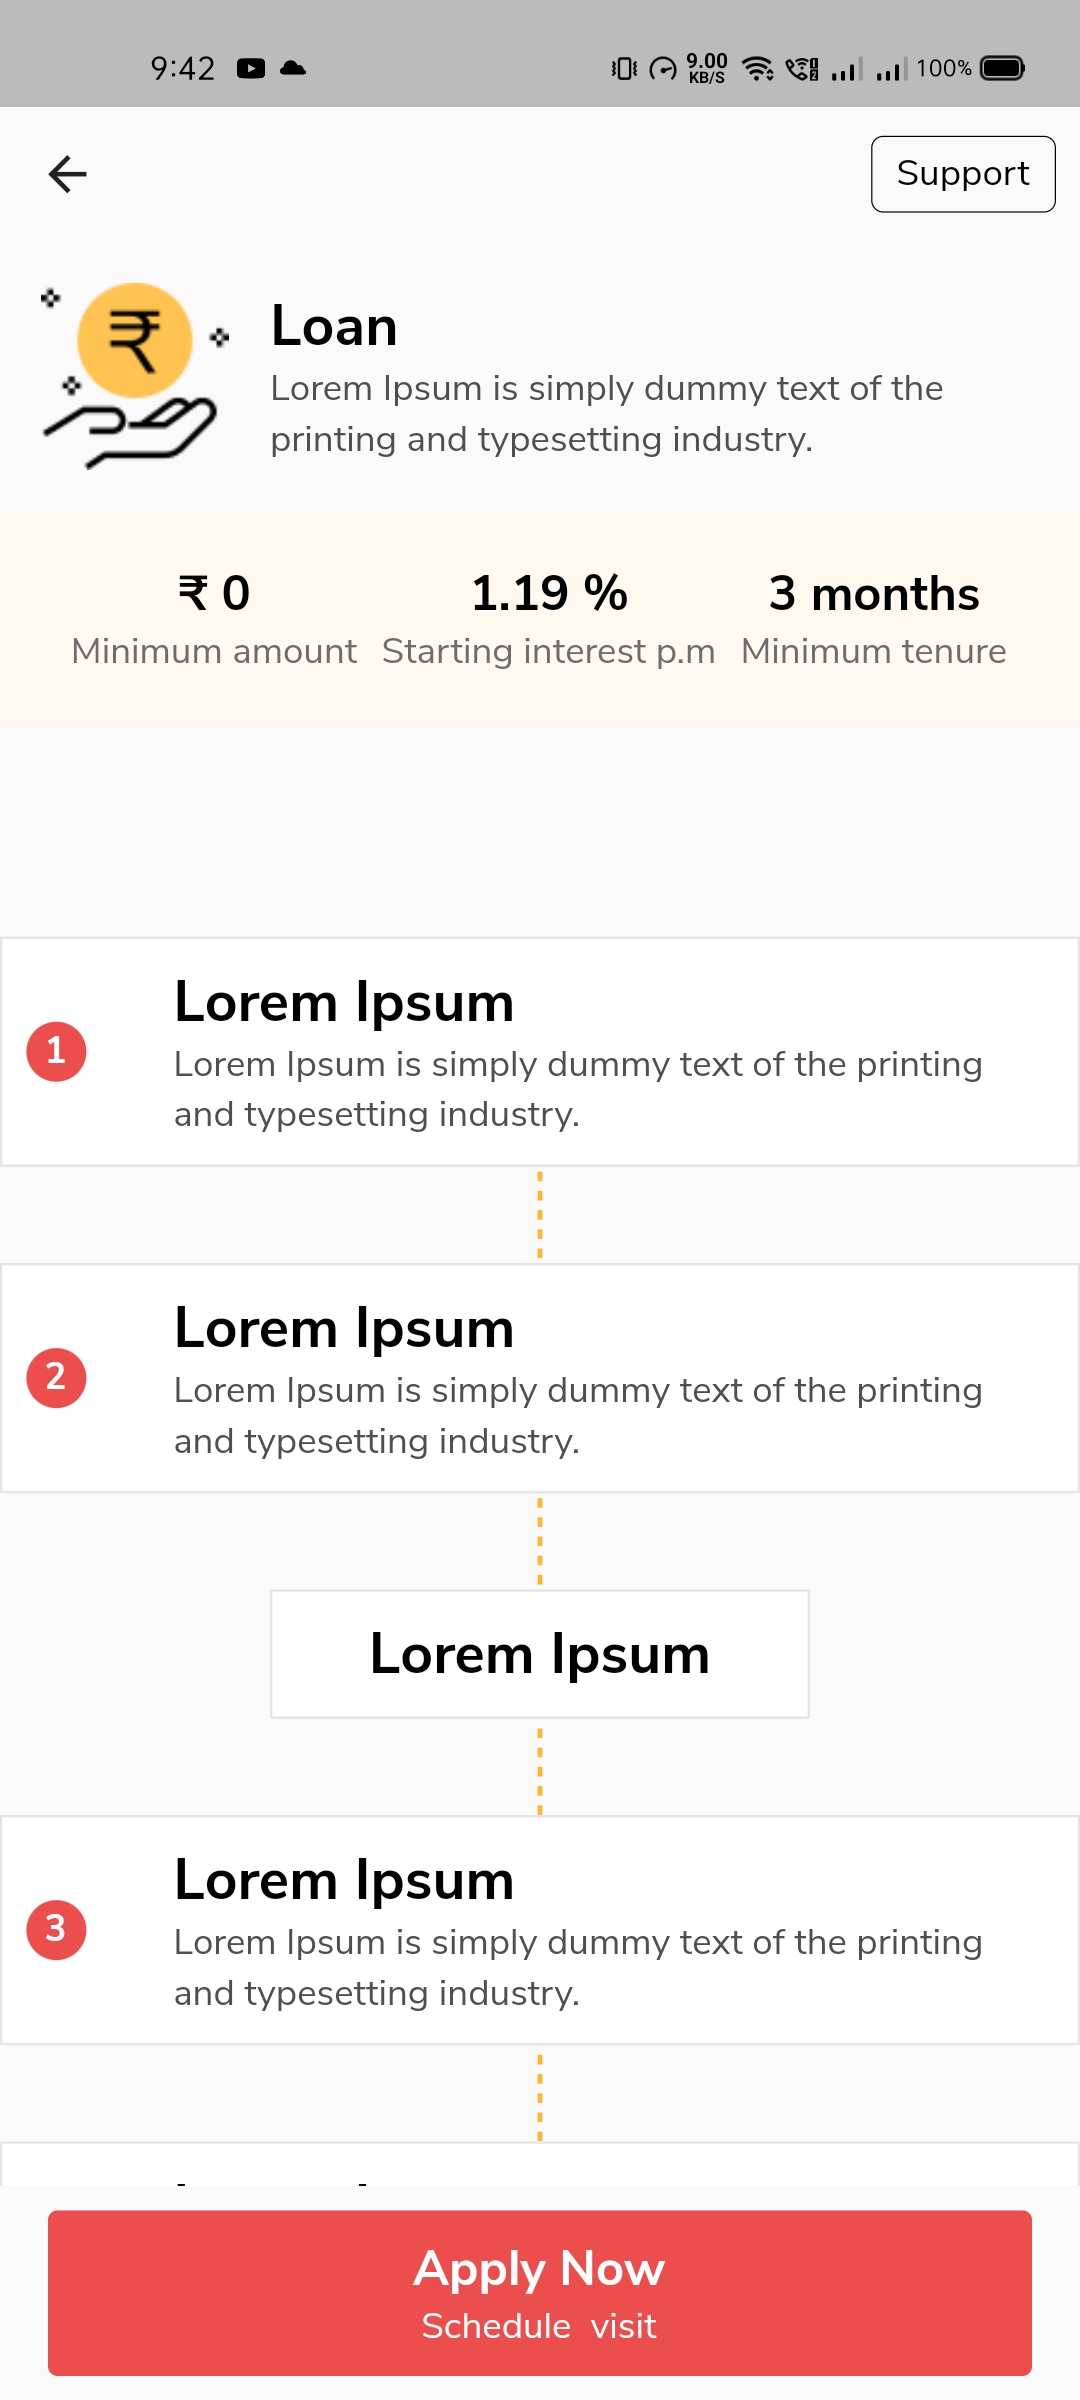 9:42
9.00
KB/S
100%
Support
₹
Loan
Lorem Ipsum is simply dummy text of the
printing and typesetting industry.
₹ 0
1.19 %
3 months
Minimum amount
Starting interest p.m
Minimum tenure
Lorem Ipsum
1
Lorem Ipsum is simply dummy text of the printing
and typesetting industry.
Lorem Ipsum
2
Lorem Ipsum is simply dummy text of the printing
and typesetting industry.
Lorem Ipsum
Lorem Ipsum
3
Lorem Ipsum is simply dummy text of the printing
and typesetting industry.
Apply Now
Schedule  visit